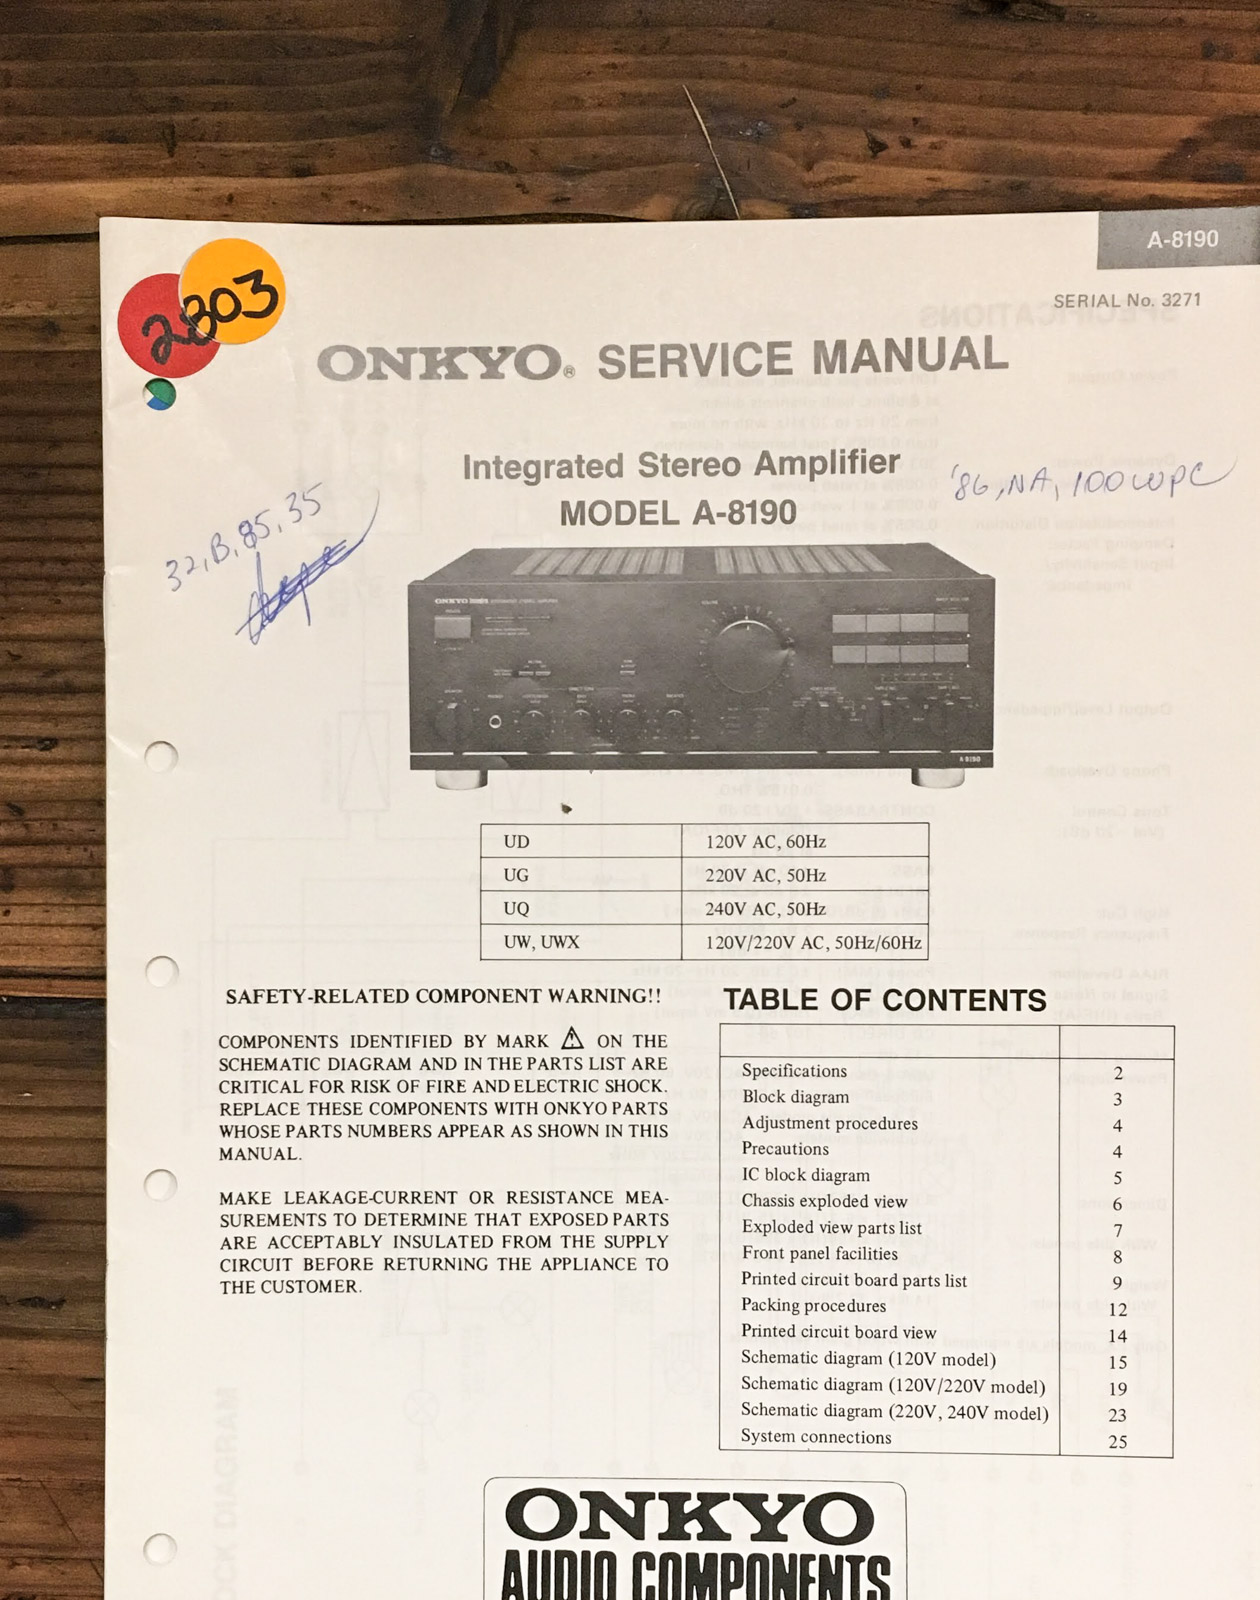 A-8190
SERIAL No. 3271
2803
ONKYO® SERVICE MANUAL
Integrated Stereo Amplifier
MODEL A-8190
'86, NA, 100 WPC
32, B, 85, 35
ONKYO
A-8190
UD 120V AC, 60Hz
UG 220V AC, 50Hz
UQ 240V AC, 50Hz
UW, UWX 120V/220V AC, 50Hz/60Hz
SAFETY-RELATED COMPONENT WARNING!!
COMPONENTS IDENTIFIED BY MARK ⚠ ON THE
SCHEMATIC DIAGRAM AND IN THE PARTS LIST ARE
CRITICAL FOR RISK OF FIRE AND ELECTRIC SHOCK.
REPLACE THESE COMPONENTS WITH ONKYO PARTS
WHOSE PARTS NUMBERS APPEAR AS SHOWN IN THIS
MANUAL.
MAKE LEAKAGE-CURRENT OR RESISTANCE MEA-
SUREMENTS TO DETERMINE THAT EXPOSED PARTS
ARE ACCEPTABLY INSULATED FROM THE SUPPLY
CIRCUIT BEFORE RETURNING THE APPLIANCE TO
THE CUSTOMER.
TABLE OF CONTENTS
Specifications 2
Block diagram 3
Adjustment procedures 4
Precautions 4
IC block diagram 5
Chassis exploded view 6
Exploded view parts list 7
Front panel facilities 8
Printed circuit board parts list 9
Packing procedures 12
Printed circuit board view 14
Schematic diagram (120V model) 15
Schematic diagram (120V/220V model) 19
Schematic diagram (220V, 240V model) 23
System connections 25
ONKYO
AUDIO COMPONENTS